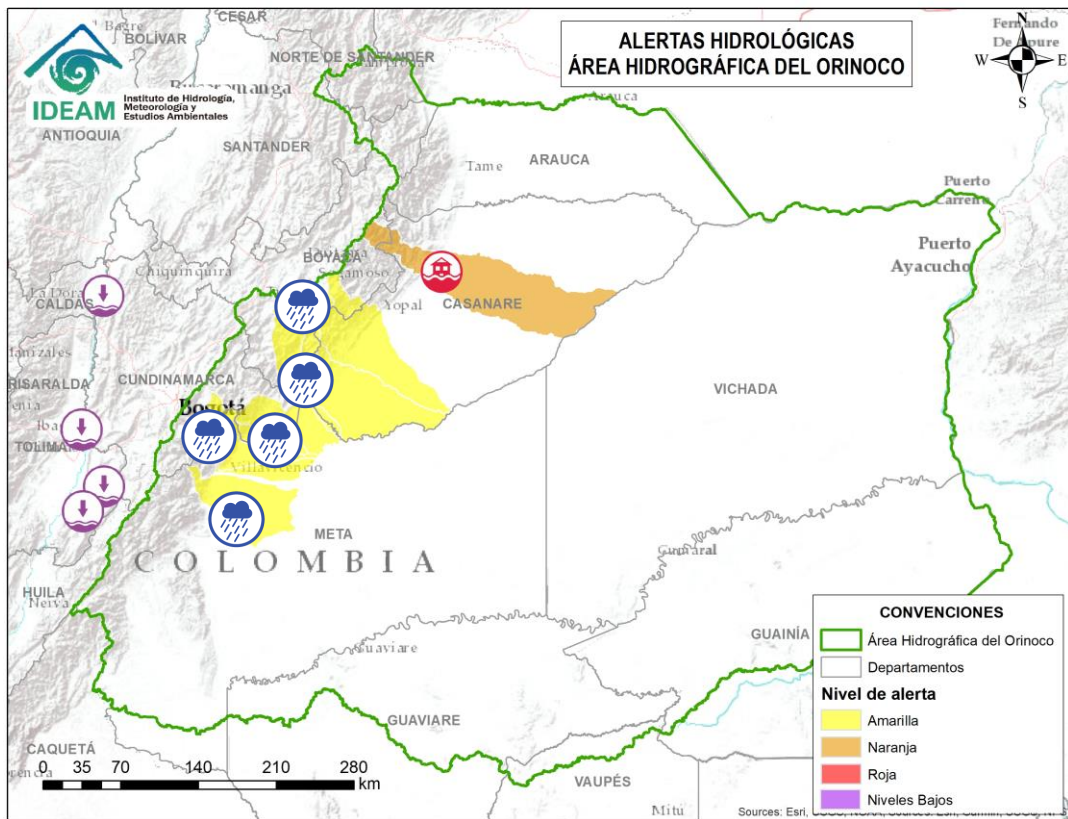 ALERTAS HIDROLÓGICAS
ÁREA HIDROGRÁFICA DEL ORINOCO
N
W
E
S
IDEAM
Instituto de Hidrología,
Meteorología y
Estudios Ambientales
CESAR
BOLÍVAR
NORTE DE SANTANDER
Arauca
ANTIOQUIA
SANTANDER
Tame
ARAUCA
Puerto
Carreño
Puerto
Ayacucho
BOYACÁ
Chiquinquira
CALDAS
Yopal
CASANARE
RISARALDA
CUNDINAMARCA
Bogotá
VICHADA
TOLIMA
Villavicencio
META
COLOMBIA
HUILA
Neiva
GUAINÍA
GUAVIARE
CAQUETÁ
VAUPÉS
Mitú
0 35 70 140 210 280
km
CONVENCIONES
Área Hidrográfica del Orinoco
Departamentos
Nivel de alerta
Amarilla
Naranja
Roja
Niveles Bajos